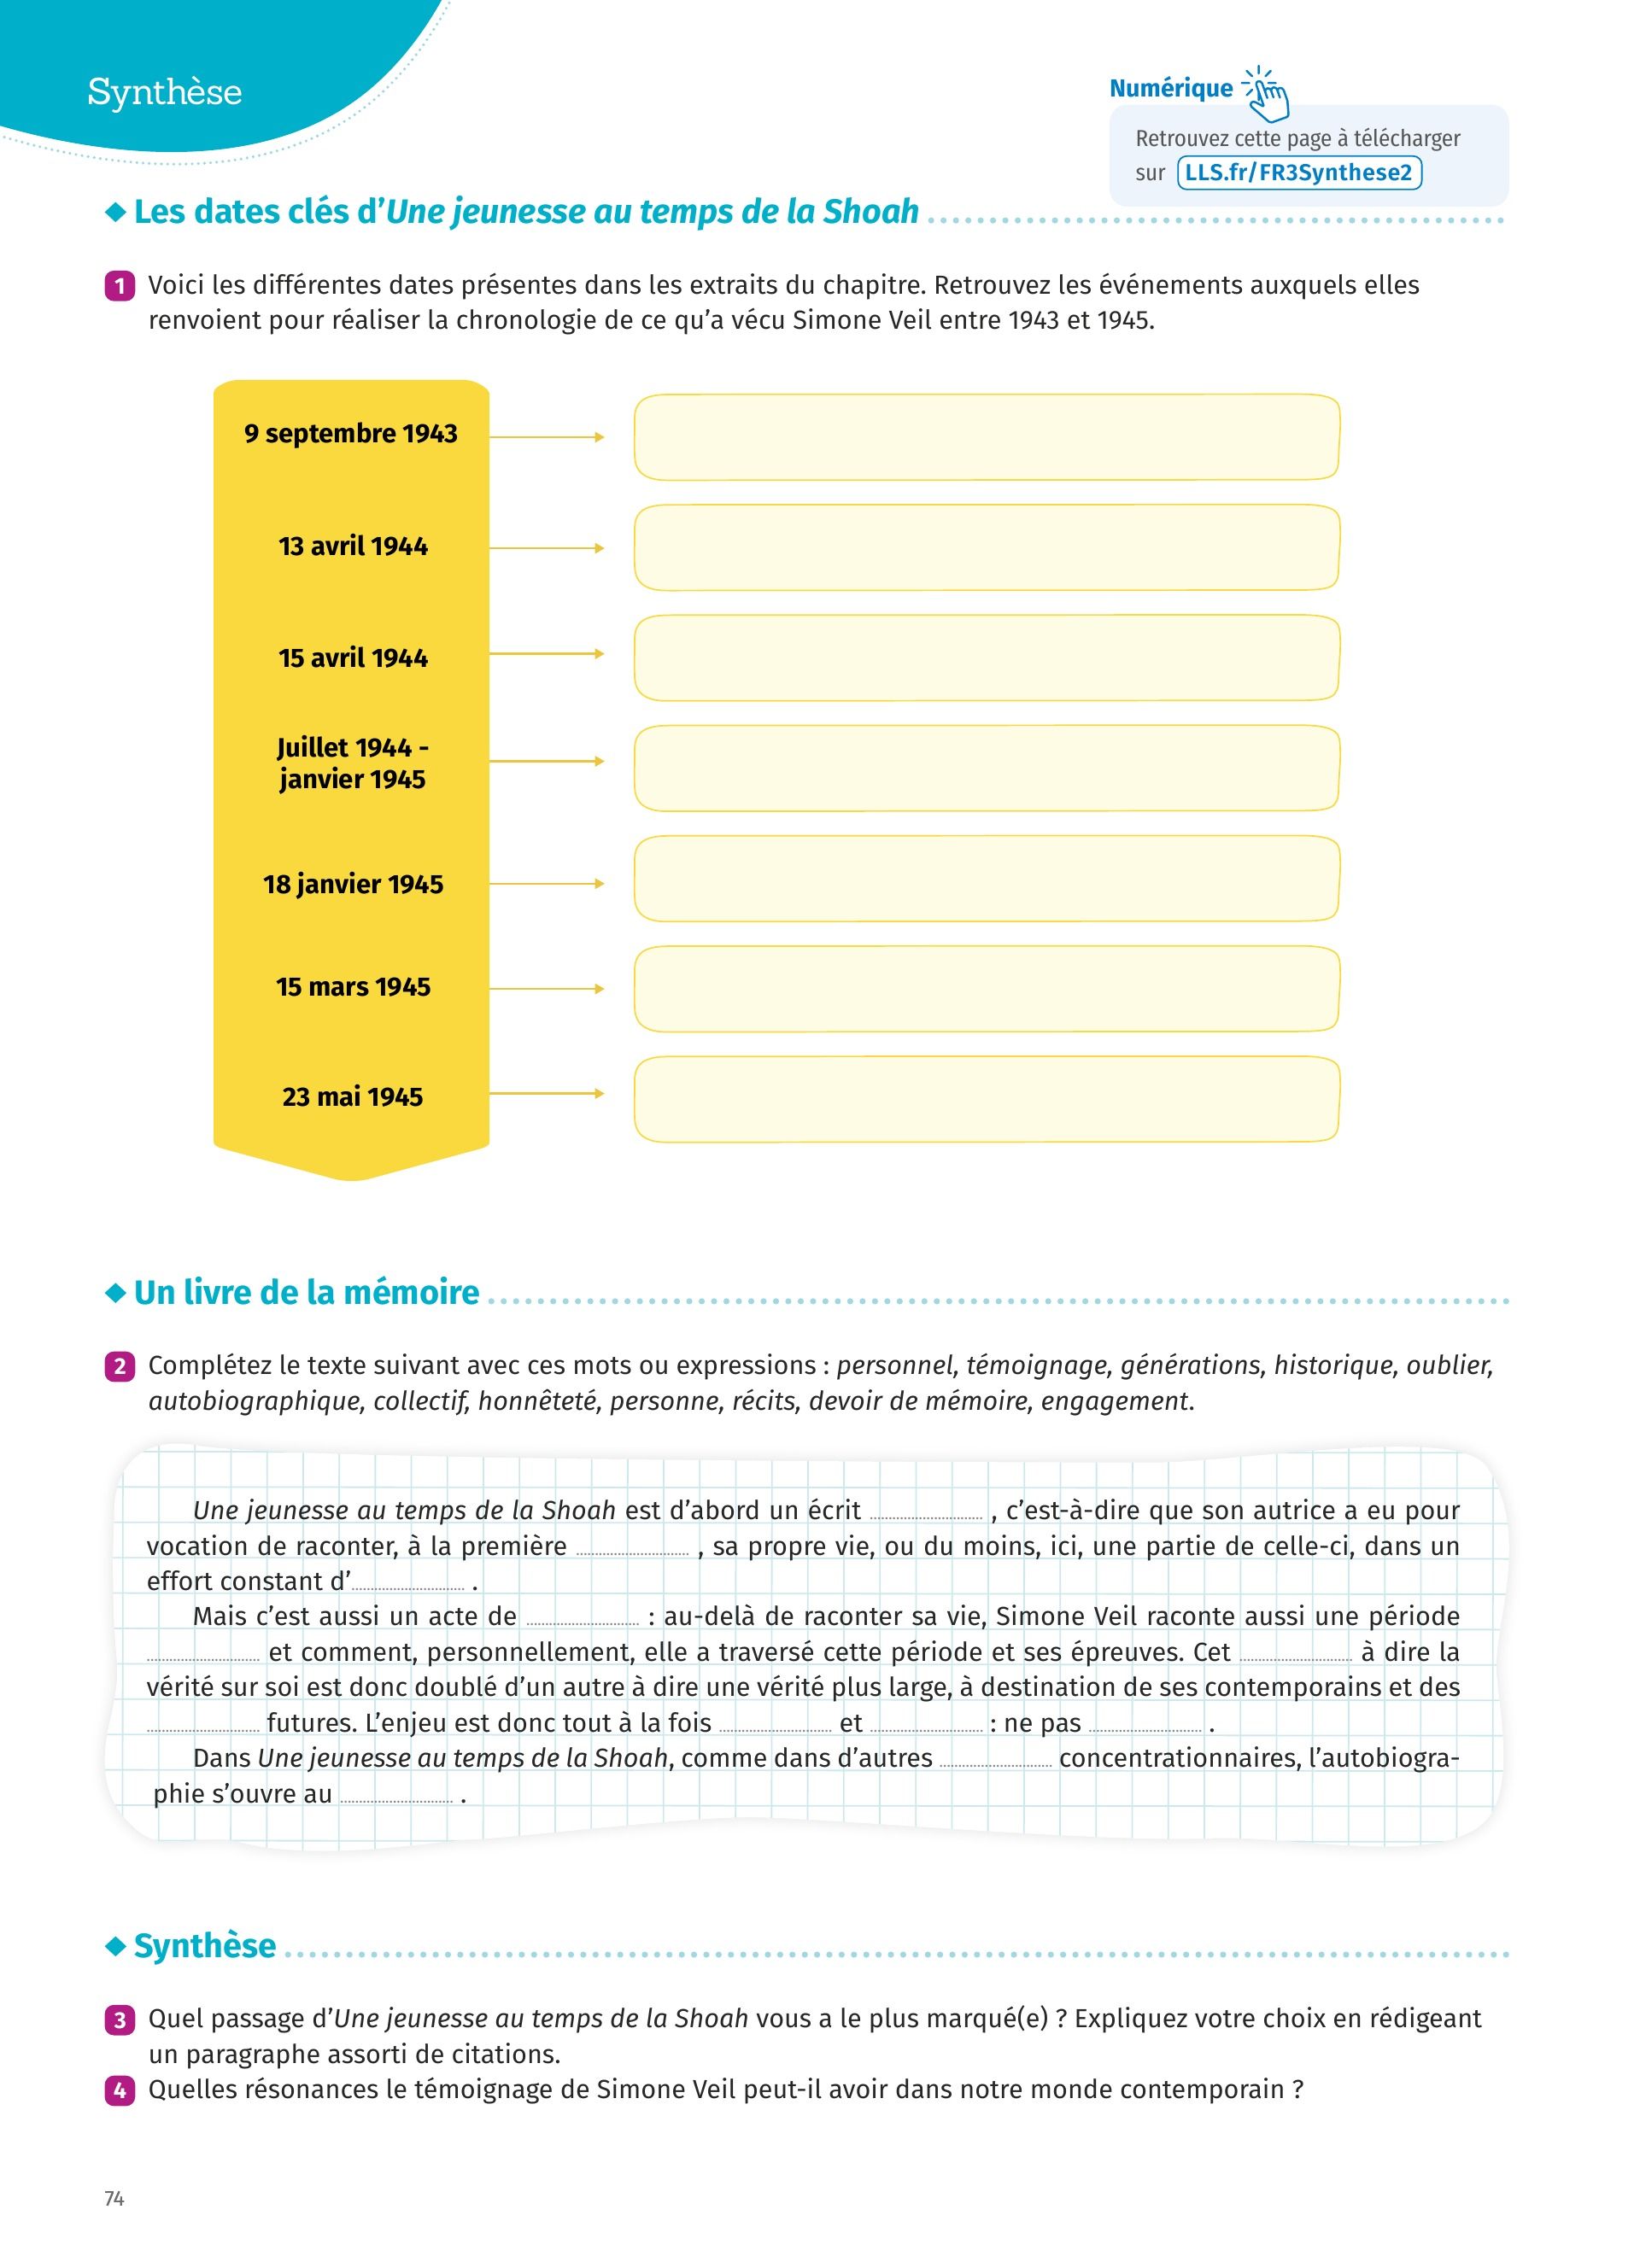 Synthèse
Numérique
Retrouvez cette page à télécharger
sur LLS.fr/FR3Synthese2
Les dates clés d’Une jeunesse au temps de la Shoah
1 Voici les différentes dates présentes dans les extraits du chapitre. Retrouvez les événements auxquels elles
renvoient pour réaliser la chronologie de ce qu’a vécu Simone Veil entre 1943 et 1945.
9 septembre 1943
13 avril 1944
15 avril 1944
Juillet 1944 -
janvier 1945
18 janvier 1945
15 mars 1945
23 mai 1945
Un livre de la mémoire
2 Complétez le texte suivant avec ces mots ou expressions : personnel, témoignage, générations, historique, oublier,
autobiographique, collectif, honnêteté, personne, récits, devoir de mémoire, engagement.
Une jeunesse au temps de la Shoah est d’abord un écrit ............ , c’est-à-dire que son autrice a eu pour
vocation de raconter, à la première ............ , sa propre vie, ou du moins, ici, une partie de celle-ci, dans un
effort constant d’............ .
Mais c’est aussi un acte de ............ : au-delà de raconter sa vie, Simone Veil raconte aussi une période
............ et comment, personnellement, elle a traversé cette période et ses épreuves. Cet ............ à dire la
vérité sur soi est donc doublé d’un autre à dire une vérité plus large, à destination de ses contemporains et des
............ futures. L’enjeu est donc tout à la fois ............ et ............ : ne pas ............ .
Dans Une jeunesse au temps de la Shoah, comme dans d’autres ............ concentrationnaires, l’autobiogra-
phie s’ouvre au ............ .
Synthèse
3 Quel passage d’Une jeunesse au temps de la Shoah vous a le plus marqué(e) ? Expliquez votre choix en rédigeant
un paragraphe assorti de citations.
4 Quelles résonances le témoignage de Simone Veil peut-il avoir dans notre monde contemporain ?
74